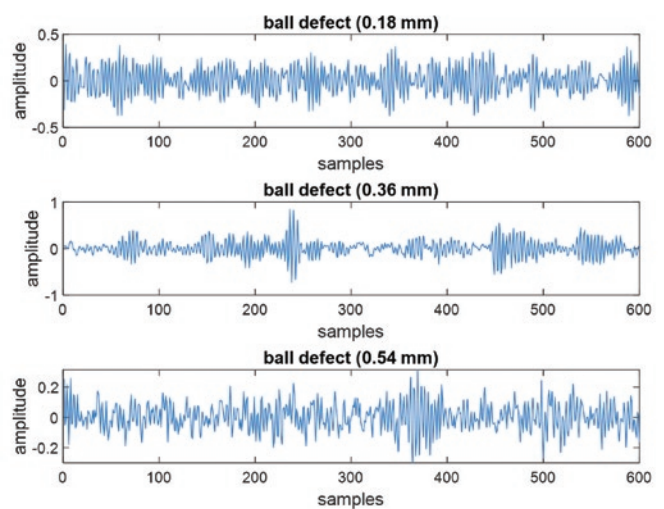 ball defect (0.18 mm)
0.5
0
-0.5
amplitude
0 100 200 300 400 500 600
samples
ball defect (0.36 mm)
1
0
-1
amplitude
0 100 200 300 400 500 600
samples
ball defect (0.54 mm)
0.2
0
-0.2
amplitude
0 100 200 300 400 500 600
samples